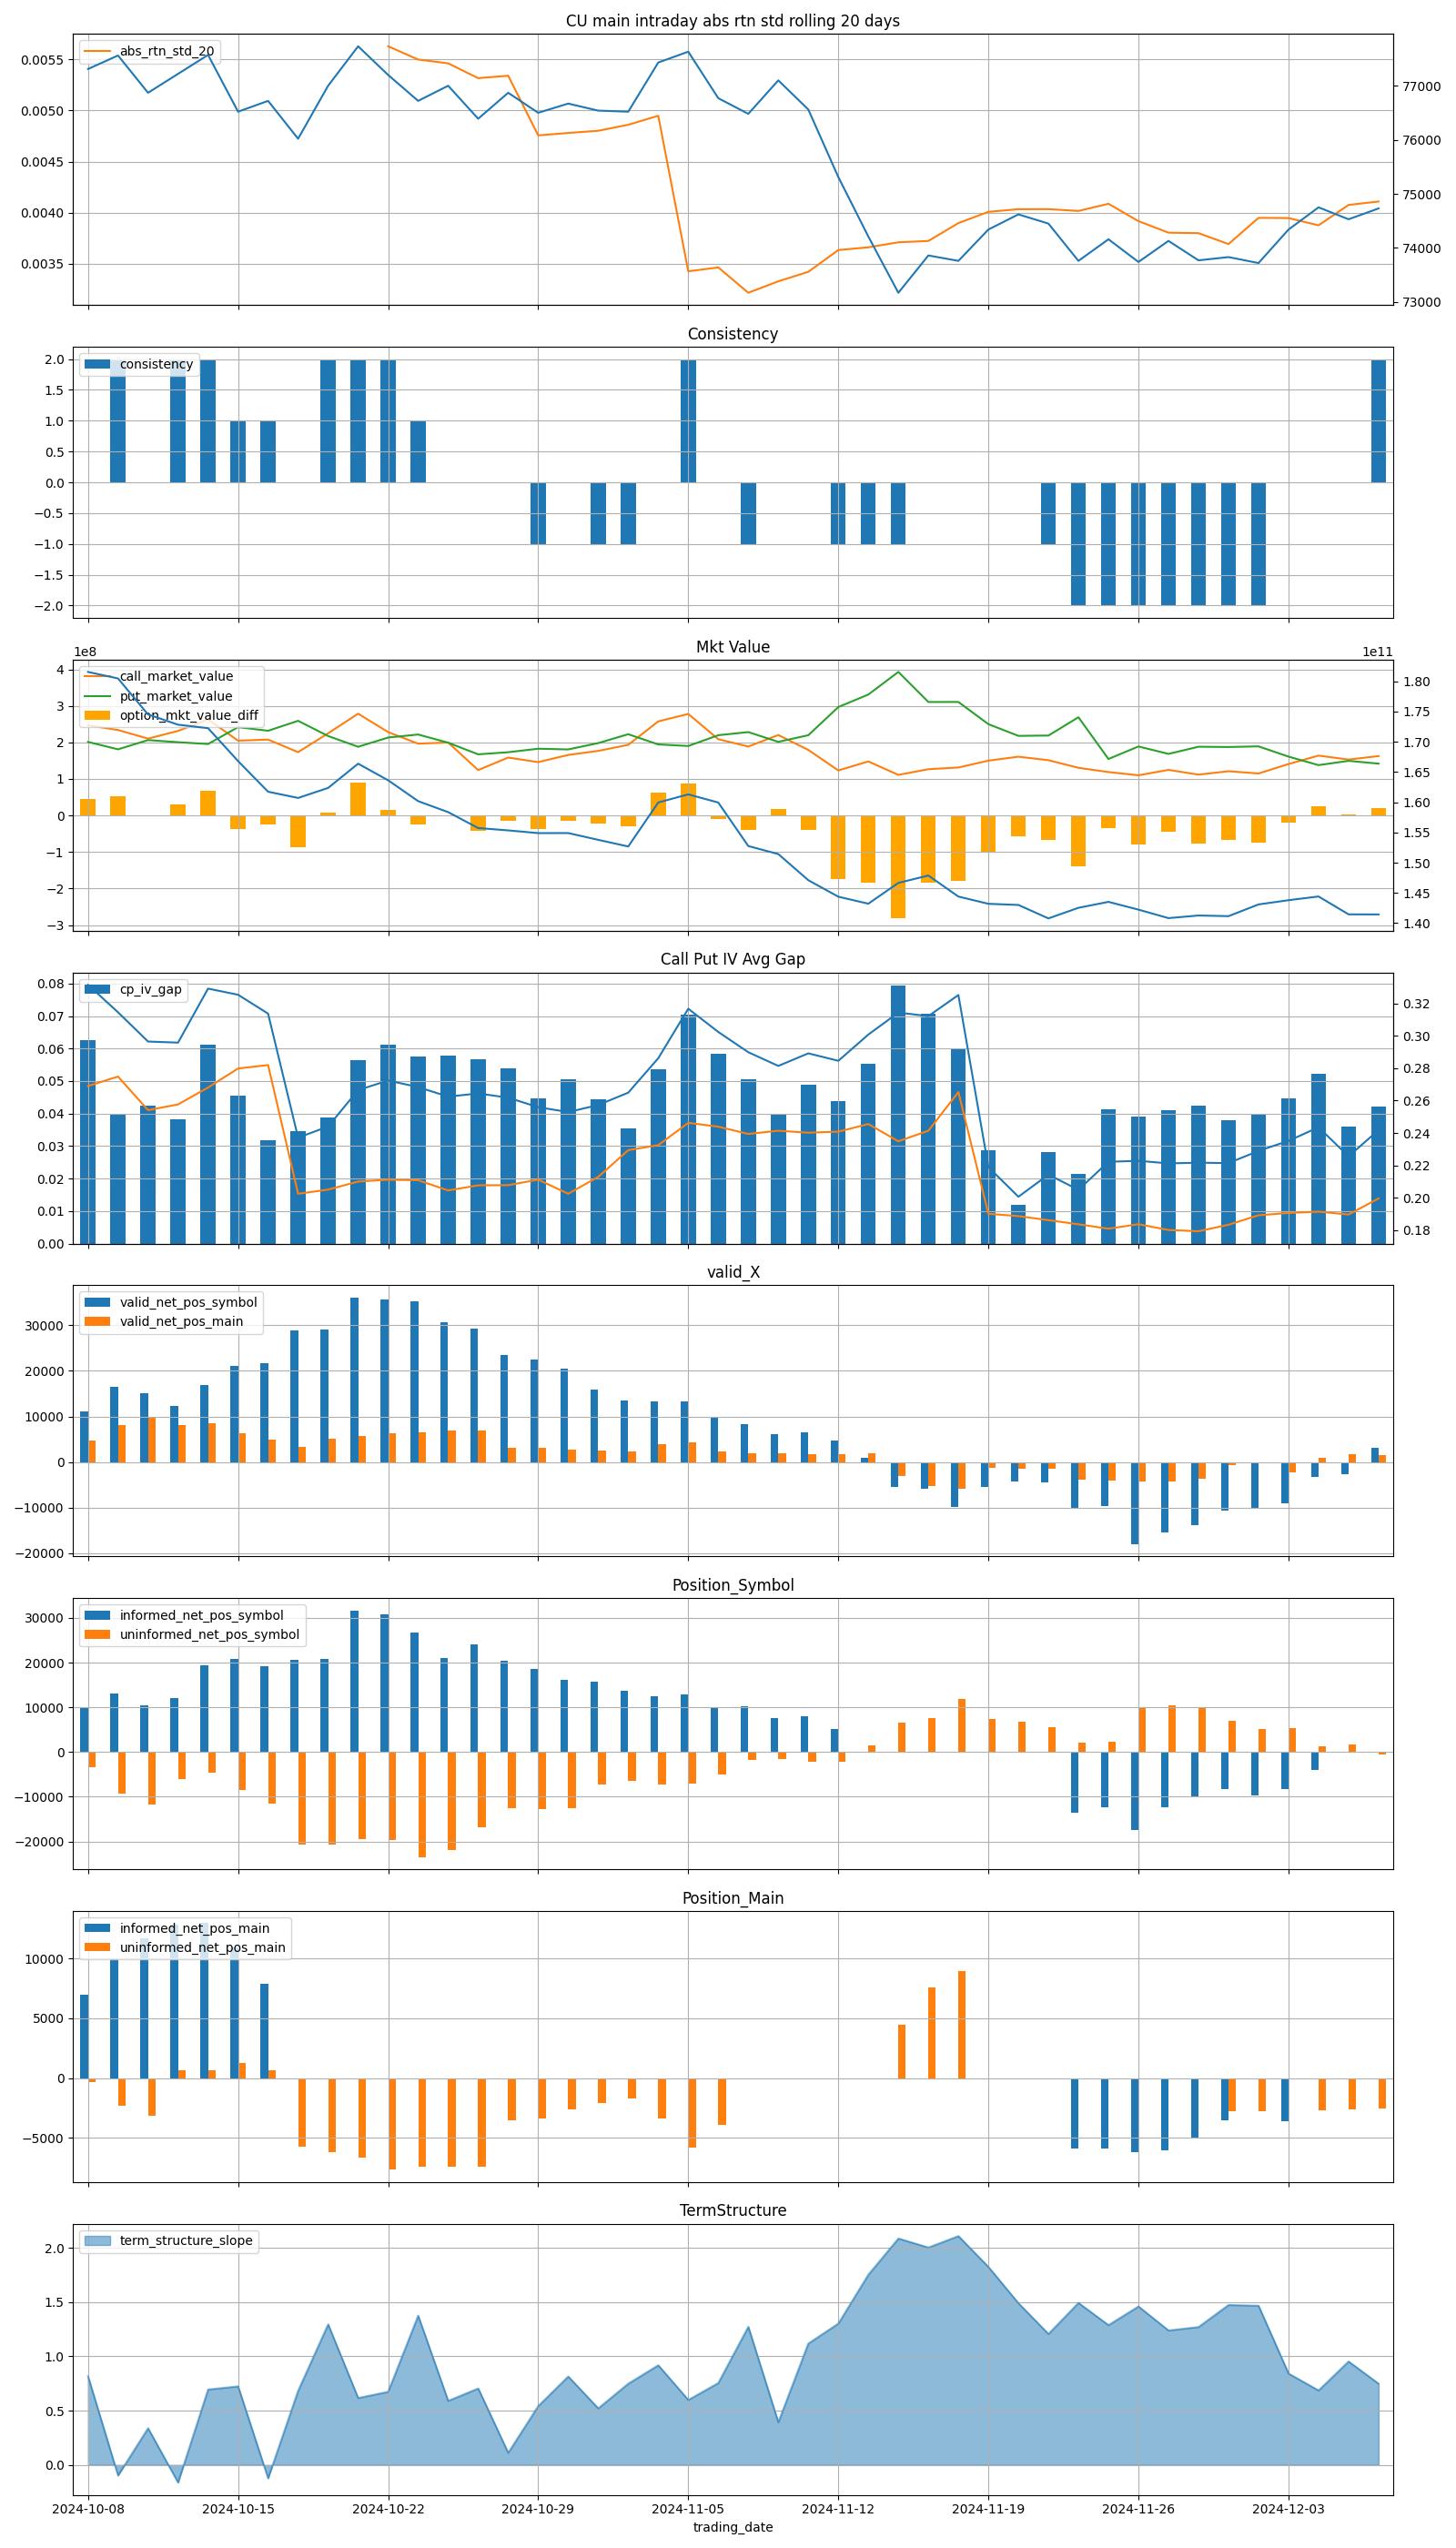 CU main intraday abs rtn std rolling 20 days
abs_rtn_std_20
0.0055
0.0050
0.0045
0.0040
0.0035
77000
76000
75000
74000
73000
Consistency
consistency
2.0
1.5
1.0
0.5
0.0
−0.5
−1.0
−1.5
−2.0
Mkt Value
1e8
1e11
call_market_value
put_market_value
option_mkt_value_diff
4
3
2
1
0
−1
−2
−3
1.80
1.75
1.70
1.65
1.60
1.55
1.50
1.45
1.40
Call Put IV Avg Gap
cp_iv_gap
0.08
0.07
0.06
0.05
0.04
0.03
0.02
0.01
0.00
0.32
0.30
0.28
0.26
0.24
0.22
0.20
0.18
valid_X
valid_net_pos_symbol
valid_net_pos_main
30000
20000
10000
0
−10000
−20000
Position_Symbol
informed_net_pos_symbol
uninformed_net_pos_symbol
30000
20000
10000
0
−10000
−20000
Position_Main
informed_net_pos_main
uninformed_net_pos_main
10000
5000
0
−5000
TermStructure
term_structure_slope
2.0
1.5
1.0
0.5
0.0
2024-10-08 2024-10-15 2024-10-22 2024-10-29 2024-11-05 2024-11-12 2024-11-19 2024-11-26 2024-12-03
trading_date